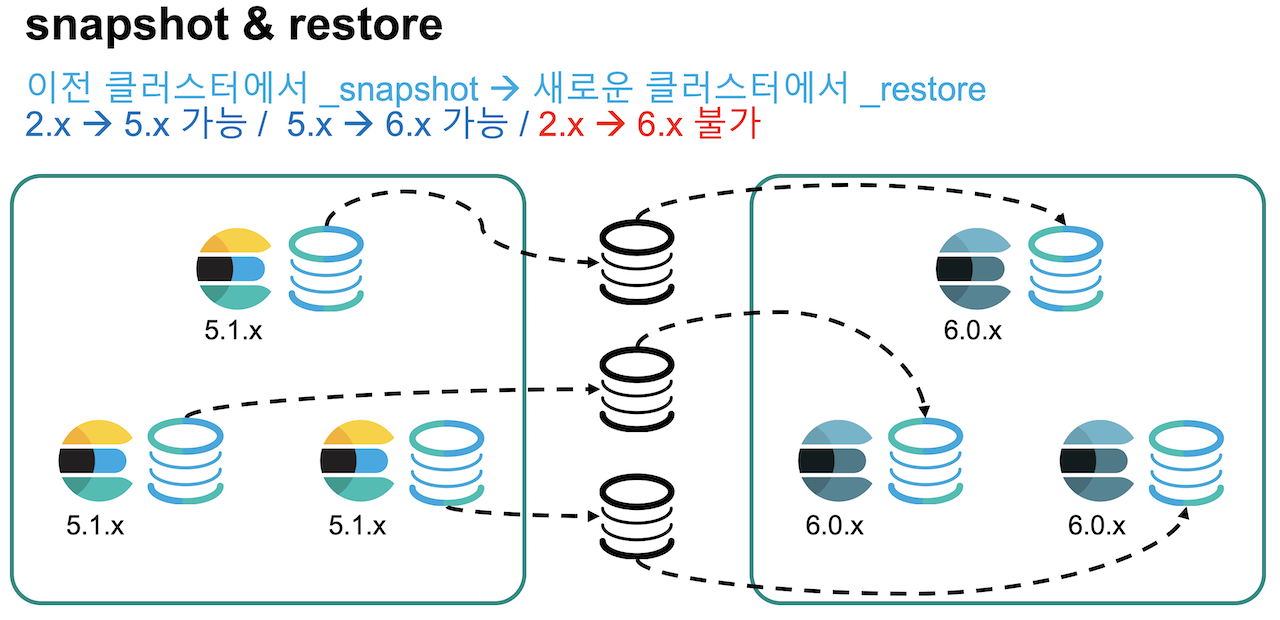 snapshot & restore
이전 클러스터에서 _snapshot → 새로운 클러스터에서 _restore
2.x → 5.x 가능 / 5.x → 6.x 가능 / 2.x → 6.x 불가
5.1.x
6.0.x
5.1.x
5.1.x
6.0.x
6.0.x